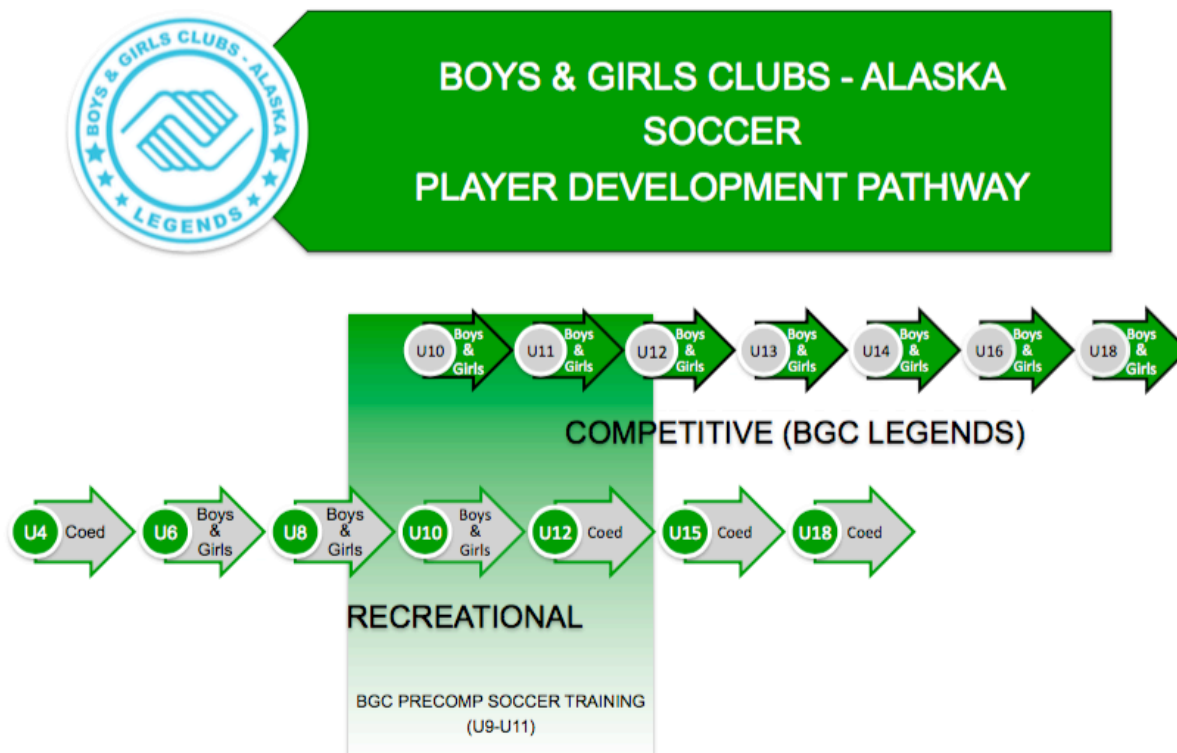 BOYS & GIRLS CLUBS - ALASKA
LEGENDS
BOYS & GIRLS CLUBS - ALASKA
SOCCER
PLAYER DEVELOPMENT PATHWAY
U10 Boys & Girls
U11 Boys & Girls
U12 Boys & Girls
U13 Boys & Girls
U14 Boys & Girls
U16 Boys & Girls
U18 Boys & Girls
COMPETITIVE (BGC LEGENDS)
U4 Coed
U6 Boys & Girls
U8 Boys & Girls
U10 Boys & Girls
U12 Coed
U15 Coed
U18 Coed
RECREATIONAL
BGC PRECOMP SOCCER TRAINING
(U9-U11)